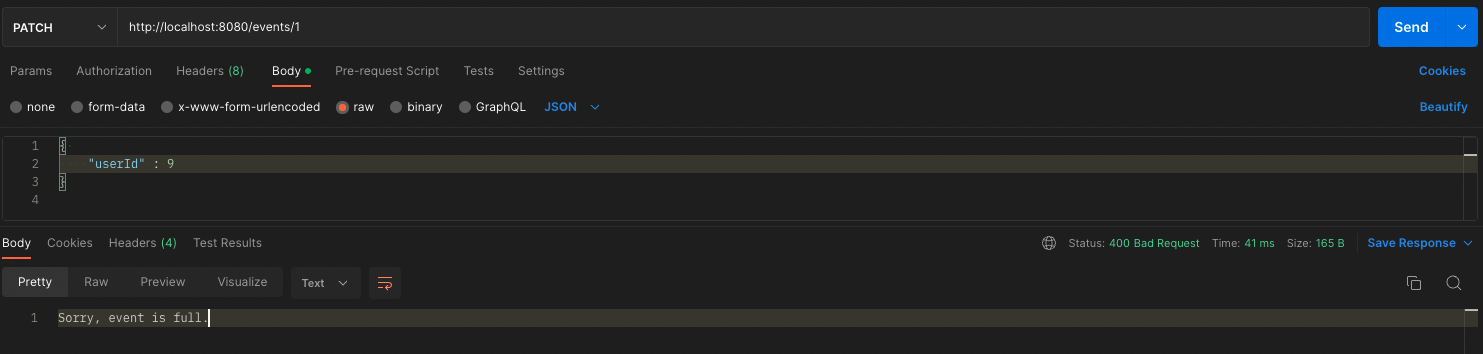 PATCH http://localhost:8080/events/1 Send
Params Authorization Headers (8) Body Pre-request Script Tests Settings Cookies
none form-data x-www-form-urlencoded raw binary GraphQL JSON Beautify
1 {
2 "userId" : 9
3 }
4
Body Cookies Headers (4) Test Results Status: 400 Bad Request Time: 41 ms Size: 165 B Save Response
Pretty Raw Preview Visualize Text
1 Sorry, event is full.